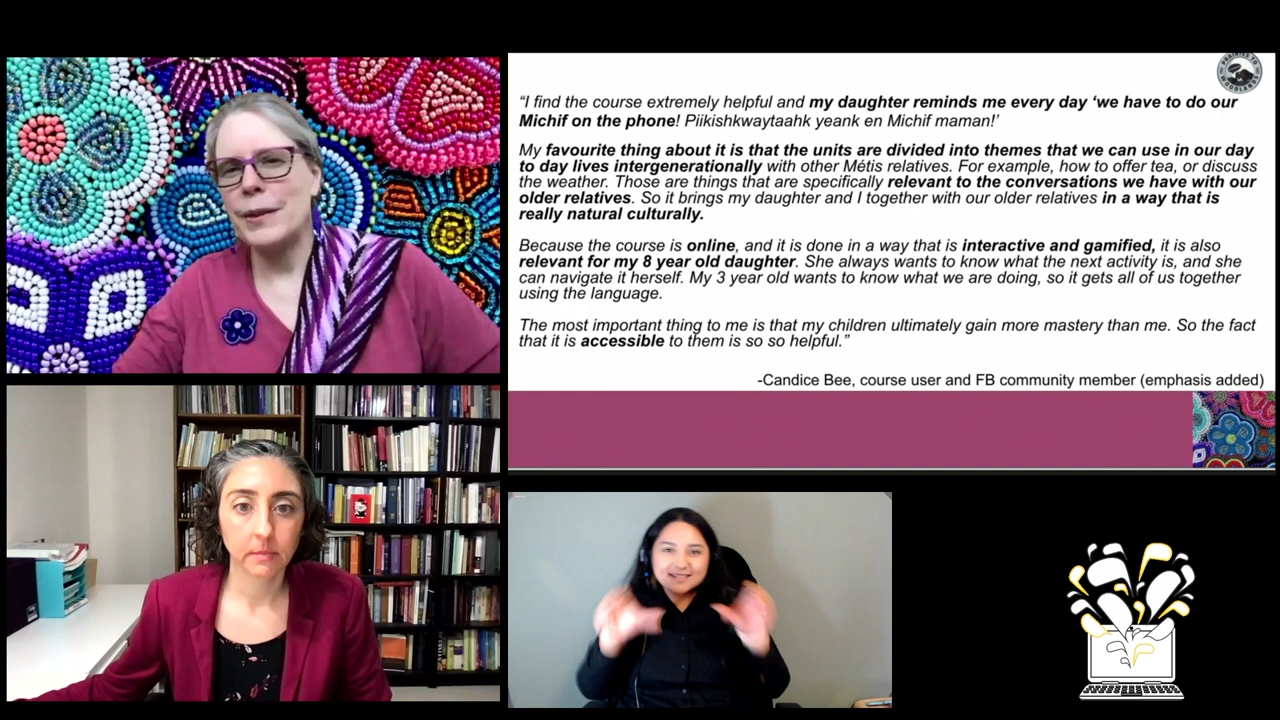 “I find the course extremely helpful and my daughter reminds me every day ‘we have to do our
Michif on the phone! Piikishkwaytaahk yeank en Michif maman!’
My favourite thing about it is that the units are divided into themes that we can use in our day
to day lives intergenerationally with other Métis relatives. For example, how to offer tea, or discuss
the weather. Those are things that are specifically relevant to the conversations we have with our
older relatives. So it brings my daughter and I together with our older relatives in a way that is
really natural culturally.
Because the course is online, and it is done in a way that is interactive and gamified, it is also
relevant for my 8 year old daughter. She always wants to know what the next activity is, and she
can navigate it herself. My 3 year old wants to know what we are doing, so it gets all of us together
using the language.
The most important thing to me is that my children ultimately gain more mastery than me. So the fact
that it is accessible to them is so so helpful.”
-Candice Bee, course user and FB community member (emphasis added)